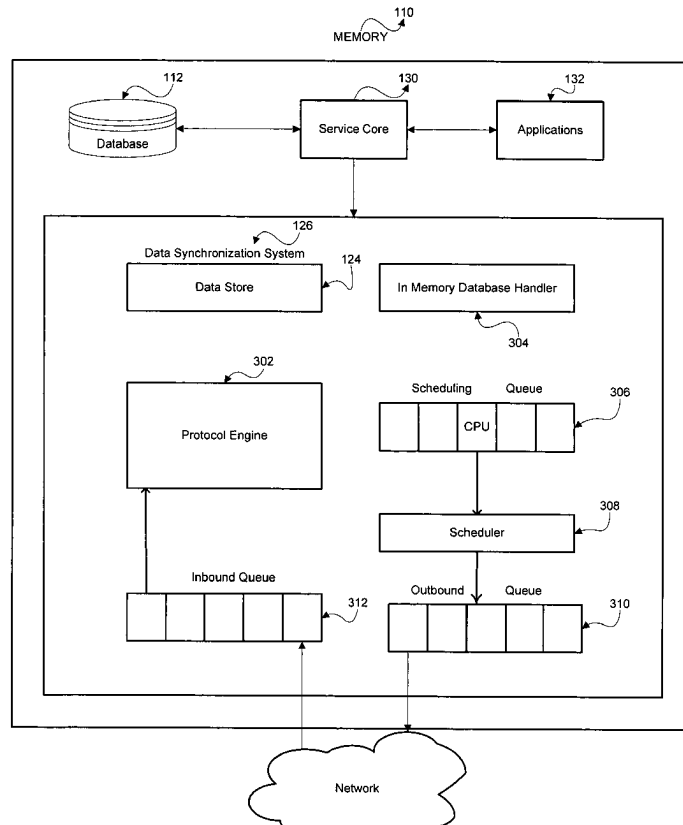 110
MEMORY
112
130
132
Database
Service Core
Applications
126
Data Synchronization System
Data Store
124
In Memory Database Handler
304
302
Protocol Engine
Scheduling Queue
CPU
306
Scheduler
308
Inbound Queue
312
Outbound Queue
310
Network